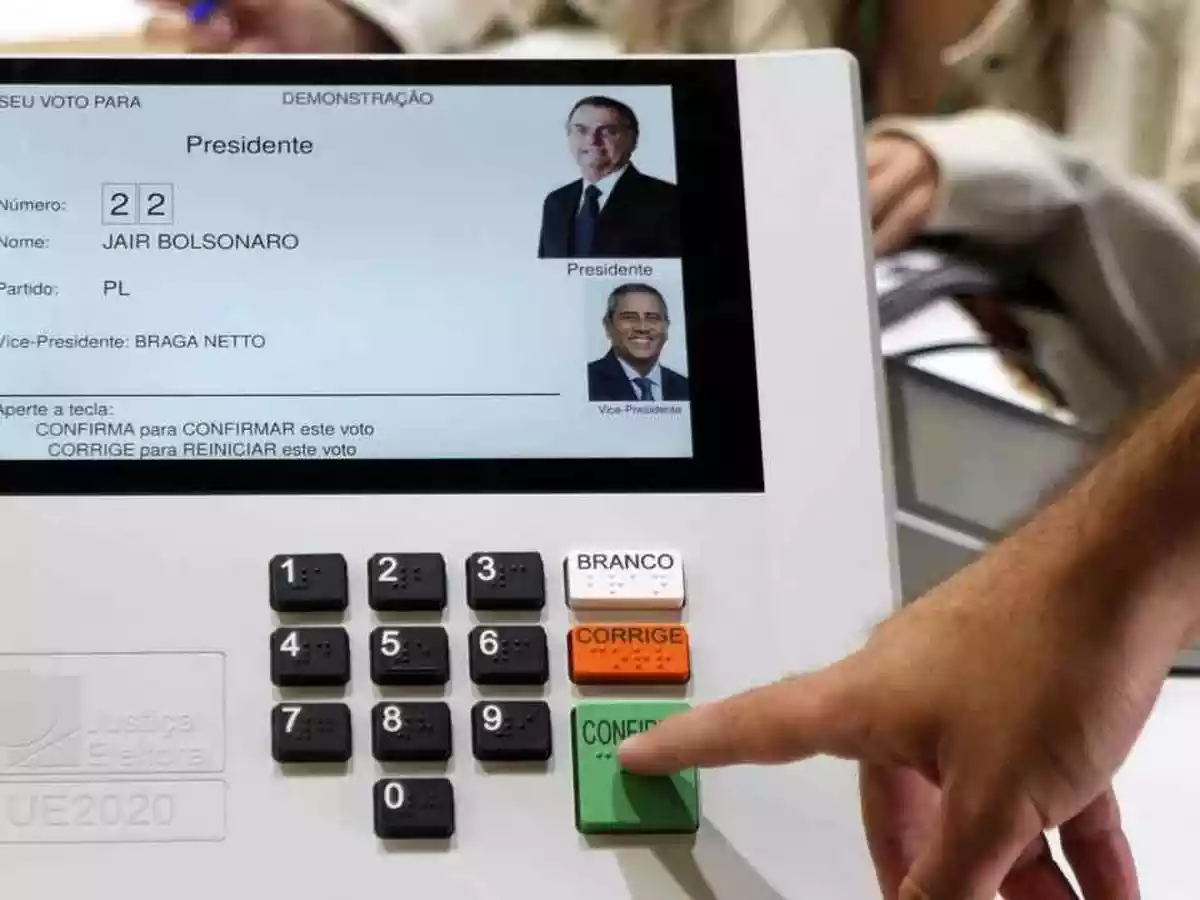 SEU VOTO PARA
DEMONSTRAÇÃO
Presidente
Número: 22
Nome: JAIR BOLSONARO
Partido: PL
Vice-Presidente: BRAGA NETTO
Presidente
Vice-Presidente
Aperte a tecla:
CONFIRMA para CONFIRMAR este voto
CORRIGE para REINICIAR este voto
1 2 3 BRANCO
4 5 6 CORRIGE
7 8 9
0
Justiça
Eleitoral
UE2020